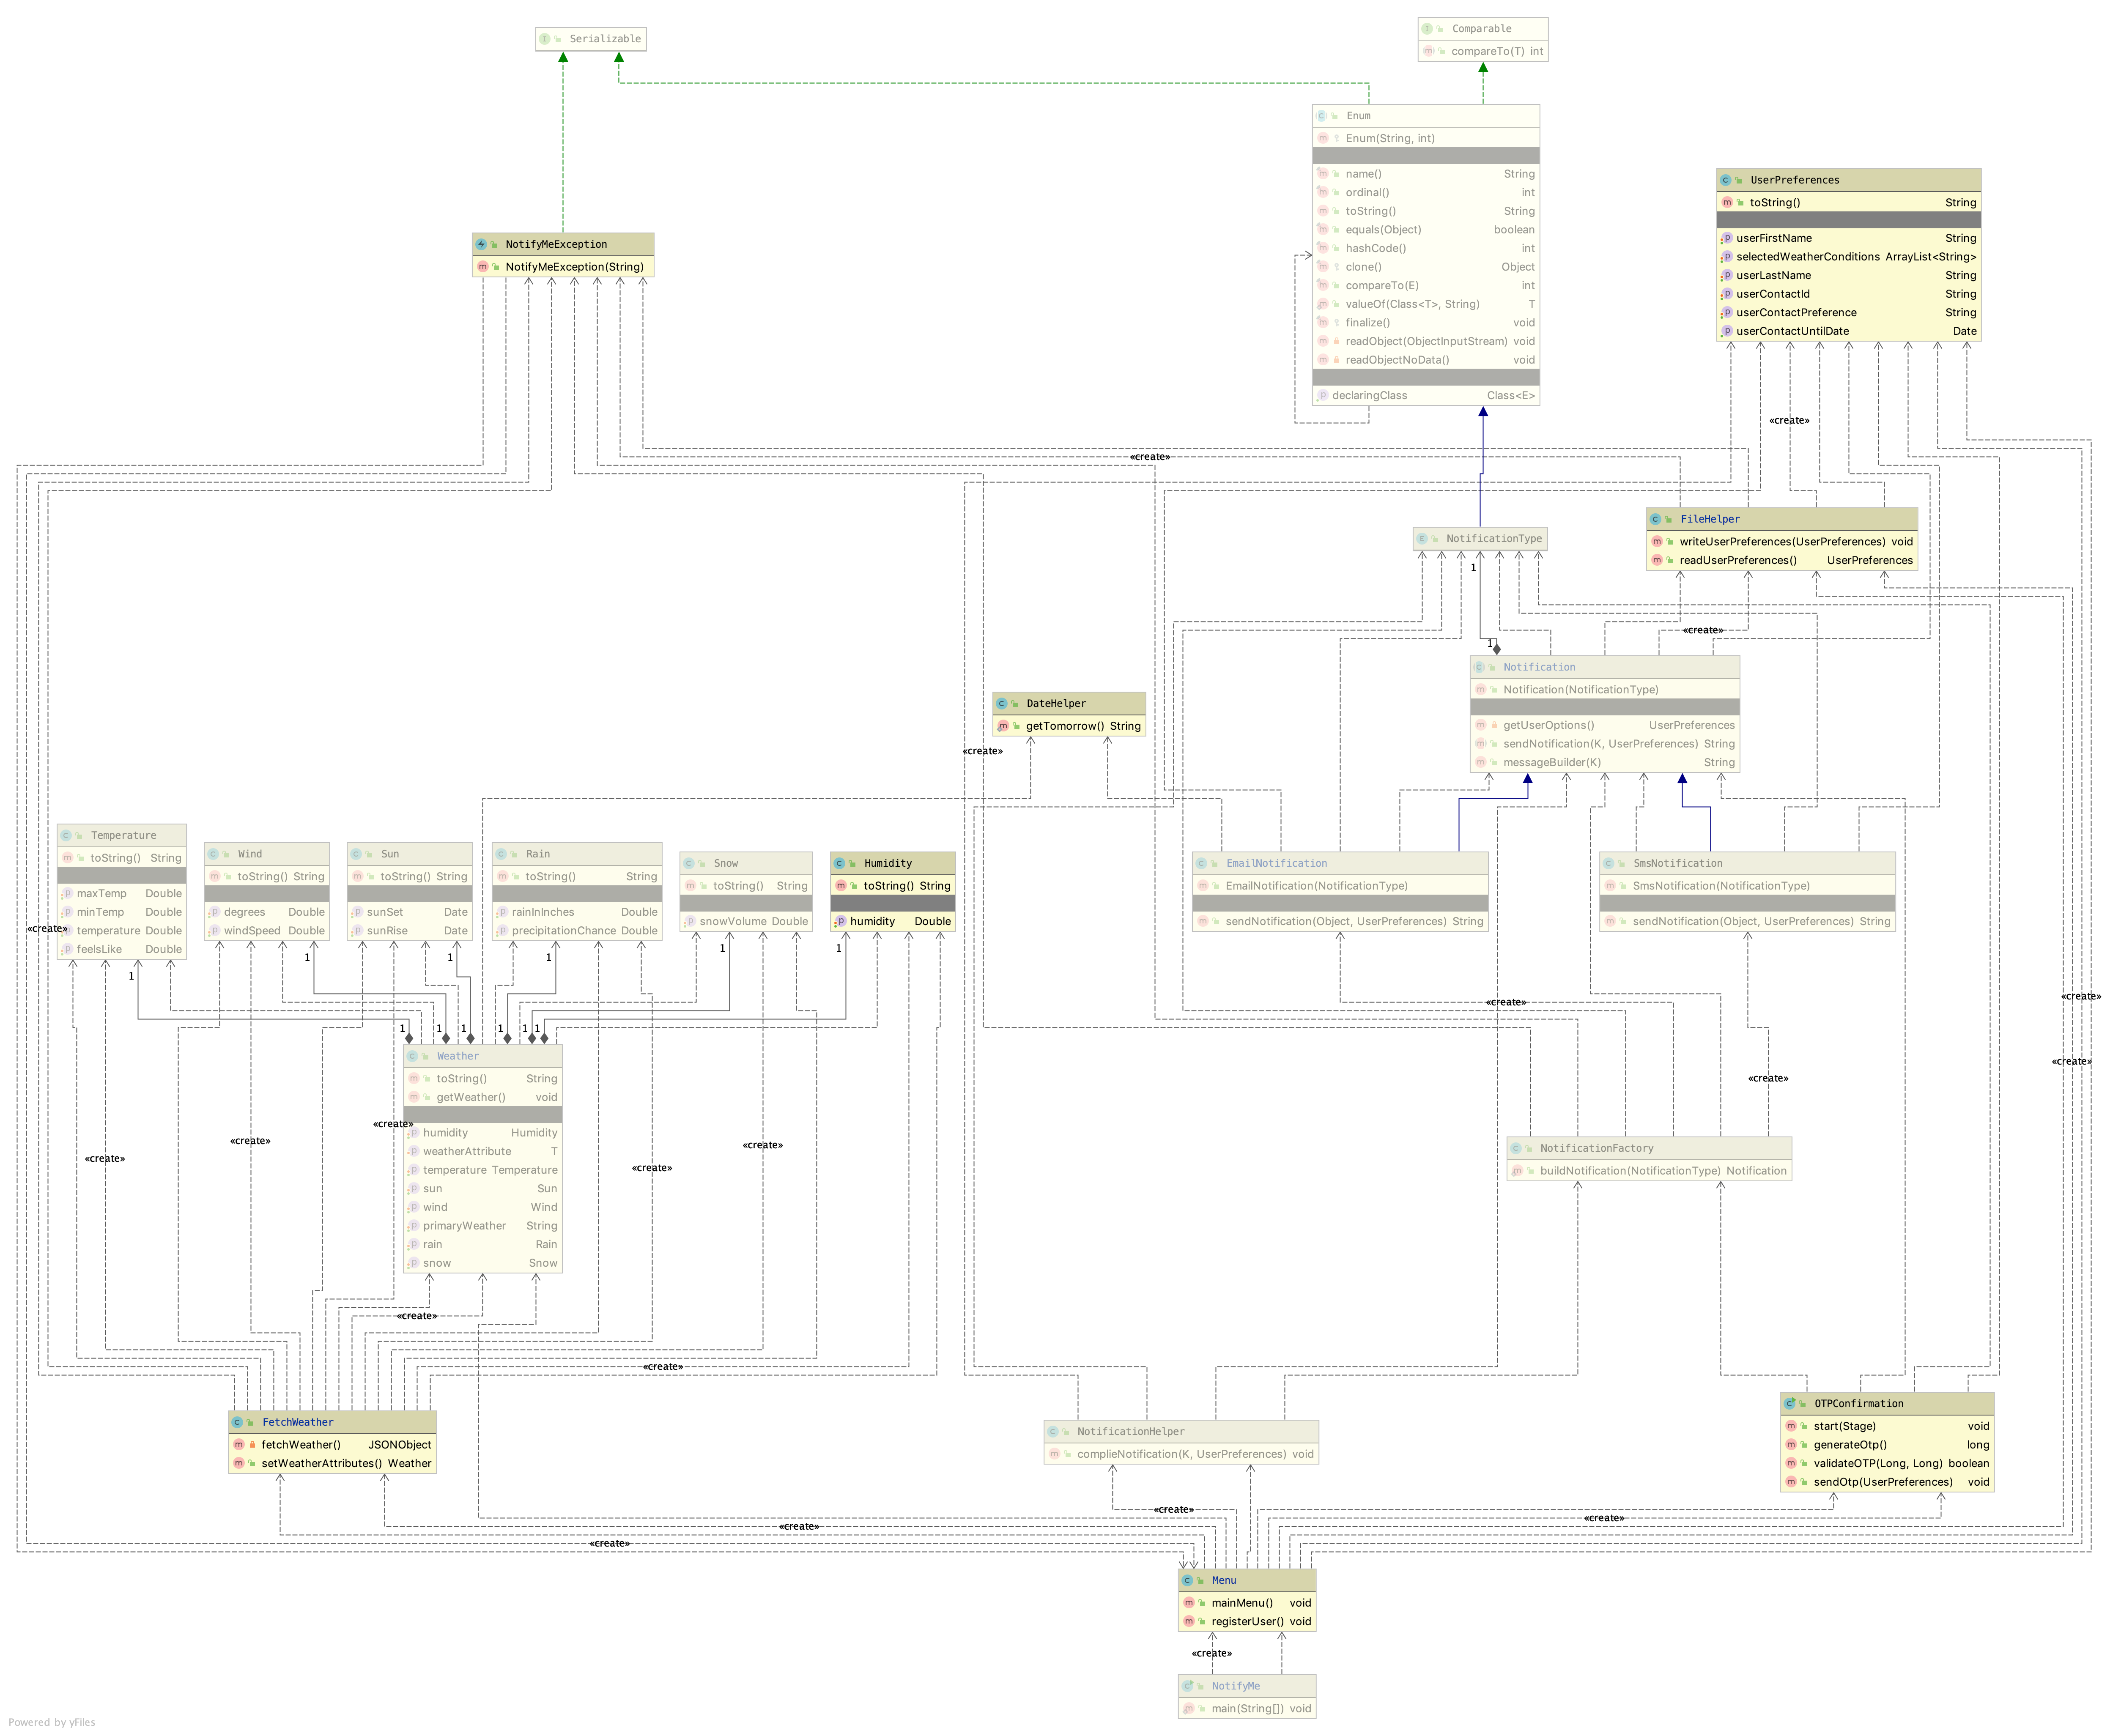 Serializable
Comparable
compareTo(T) int
Enum
Enum(String, int)
name() String
ordinal() int
toString() String
equals(Object) boolean
hashCode() int
clone() Object
compareTo(E) int
valueOf(Class<T>, String) T
finalize() void
readObject(ObjectInputStream) void
readObjectNoData() void
declaringClass Class<E>
UserPreferences
toString() String
userFirstName String
selectedWeatherConditions ArrayList<String>
userLastName String
userContactId String
userContactPreference String
userContactUntilDate Date
NotifyMeException
NotifyMeException(String)
«create»
«create»
NotificationType
1
FileHelper
writeUserPreferences(UserPreferences) void
readUserPreferences() UserPreferences
«create»
1
Notification
Notification(NotificationType)
getUserOptions() UserPreferences
sendNotification(K, UserPreferences) String
messageBuilder(K) String
DateHelper
getTomorrow() String
«create»
Temperature
toString() String
maxTemp Double
minTemp Double
temperature Double
feelsLike Double
«create»
Wind
toString() String
degrees Double
windSpeed Double
Sun
toString() String
sunSet Date
sunRise Date
Rain
toString() String
rainInInches Double
precipitationChance Double
Snow
toString() String
snowVolume Double
Humidity
toString() String
humidity Double
EmailNotification
EmailNotification(NotificationType)
sendNotification(Object, UserPreferences) String
SmsNotification
SmsNotification(NotificationType)
sendNotification(Object, UserPreferences) String
1 1 1 1 1 1
1 1 1 1 1 1
«create»
«create»
«create»
«create»
Weather
toString() String
getWeather() void
humidity Humidity
weatherAttribute T
temperature Temperature
sun Sun
wind Wind
primaryWeather String
rain Rain
snow Snow
«create»
«create»
«create»
«create»
«create»
NotificationFactory
buildNotification(NotificationType) Notification
«create»
«create»
FetchWeather
fetchWeather() JSONObject
setWeatherAttributes() Weather
NotificationHelper
complieNotification(K, UserPreferences) void
OTPConfirmation
start(Stage) void
generateOtp() long
validateOTP(Long, Long) boolean
sendOtp(UserPreferences) void
«create»
«create»
«create»
«create»
Menu
mainMenu() void
registerUser() void
«create»
NotifyMe
main(String[]) void
Powered by yFiles